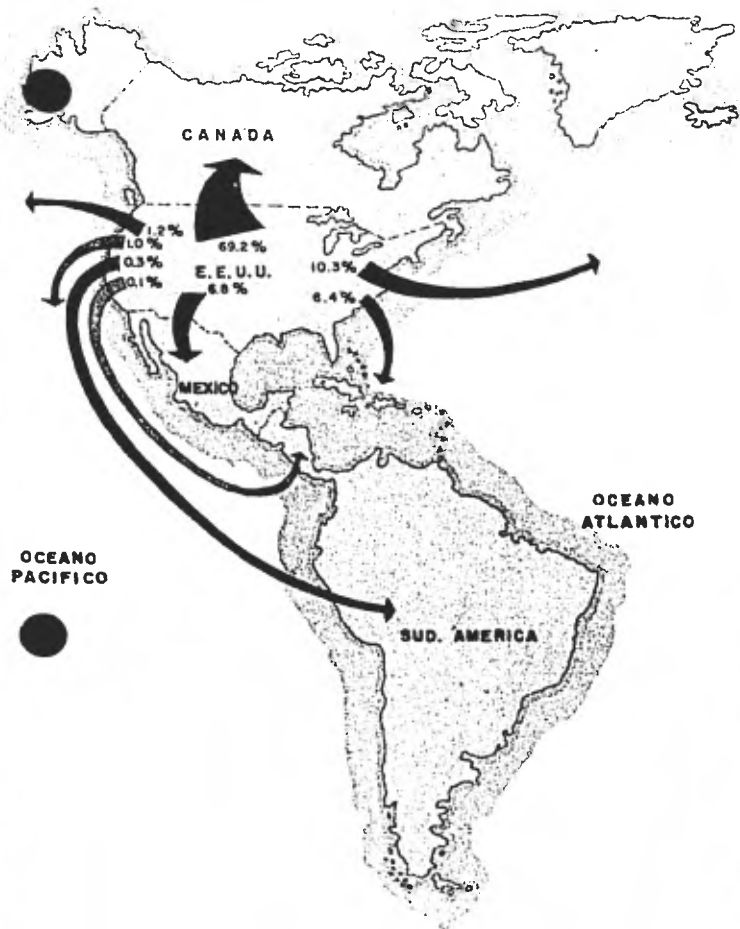 CANADA
1.2%
1.0%
0.3%
0.1%
69.2%
E.E.U.U.
6.8%
10.3%
6.4%
MEXICO
OCEANO
ATLANTICO
OCEANO
PACIFICO
SUD. AMERICA